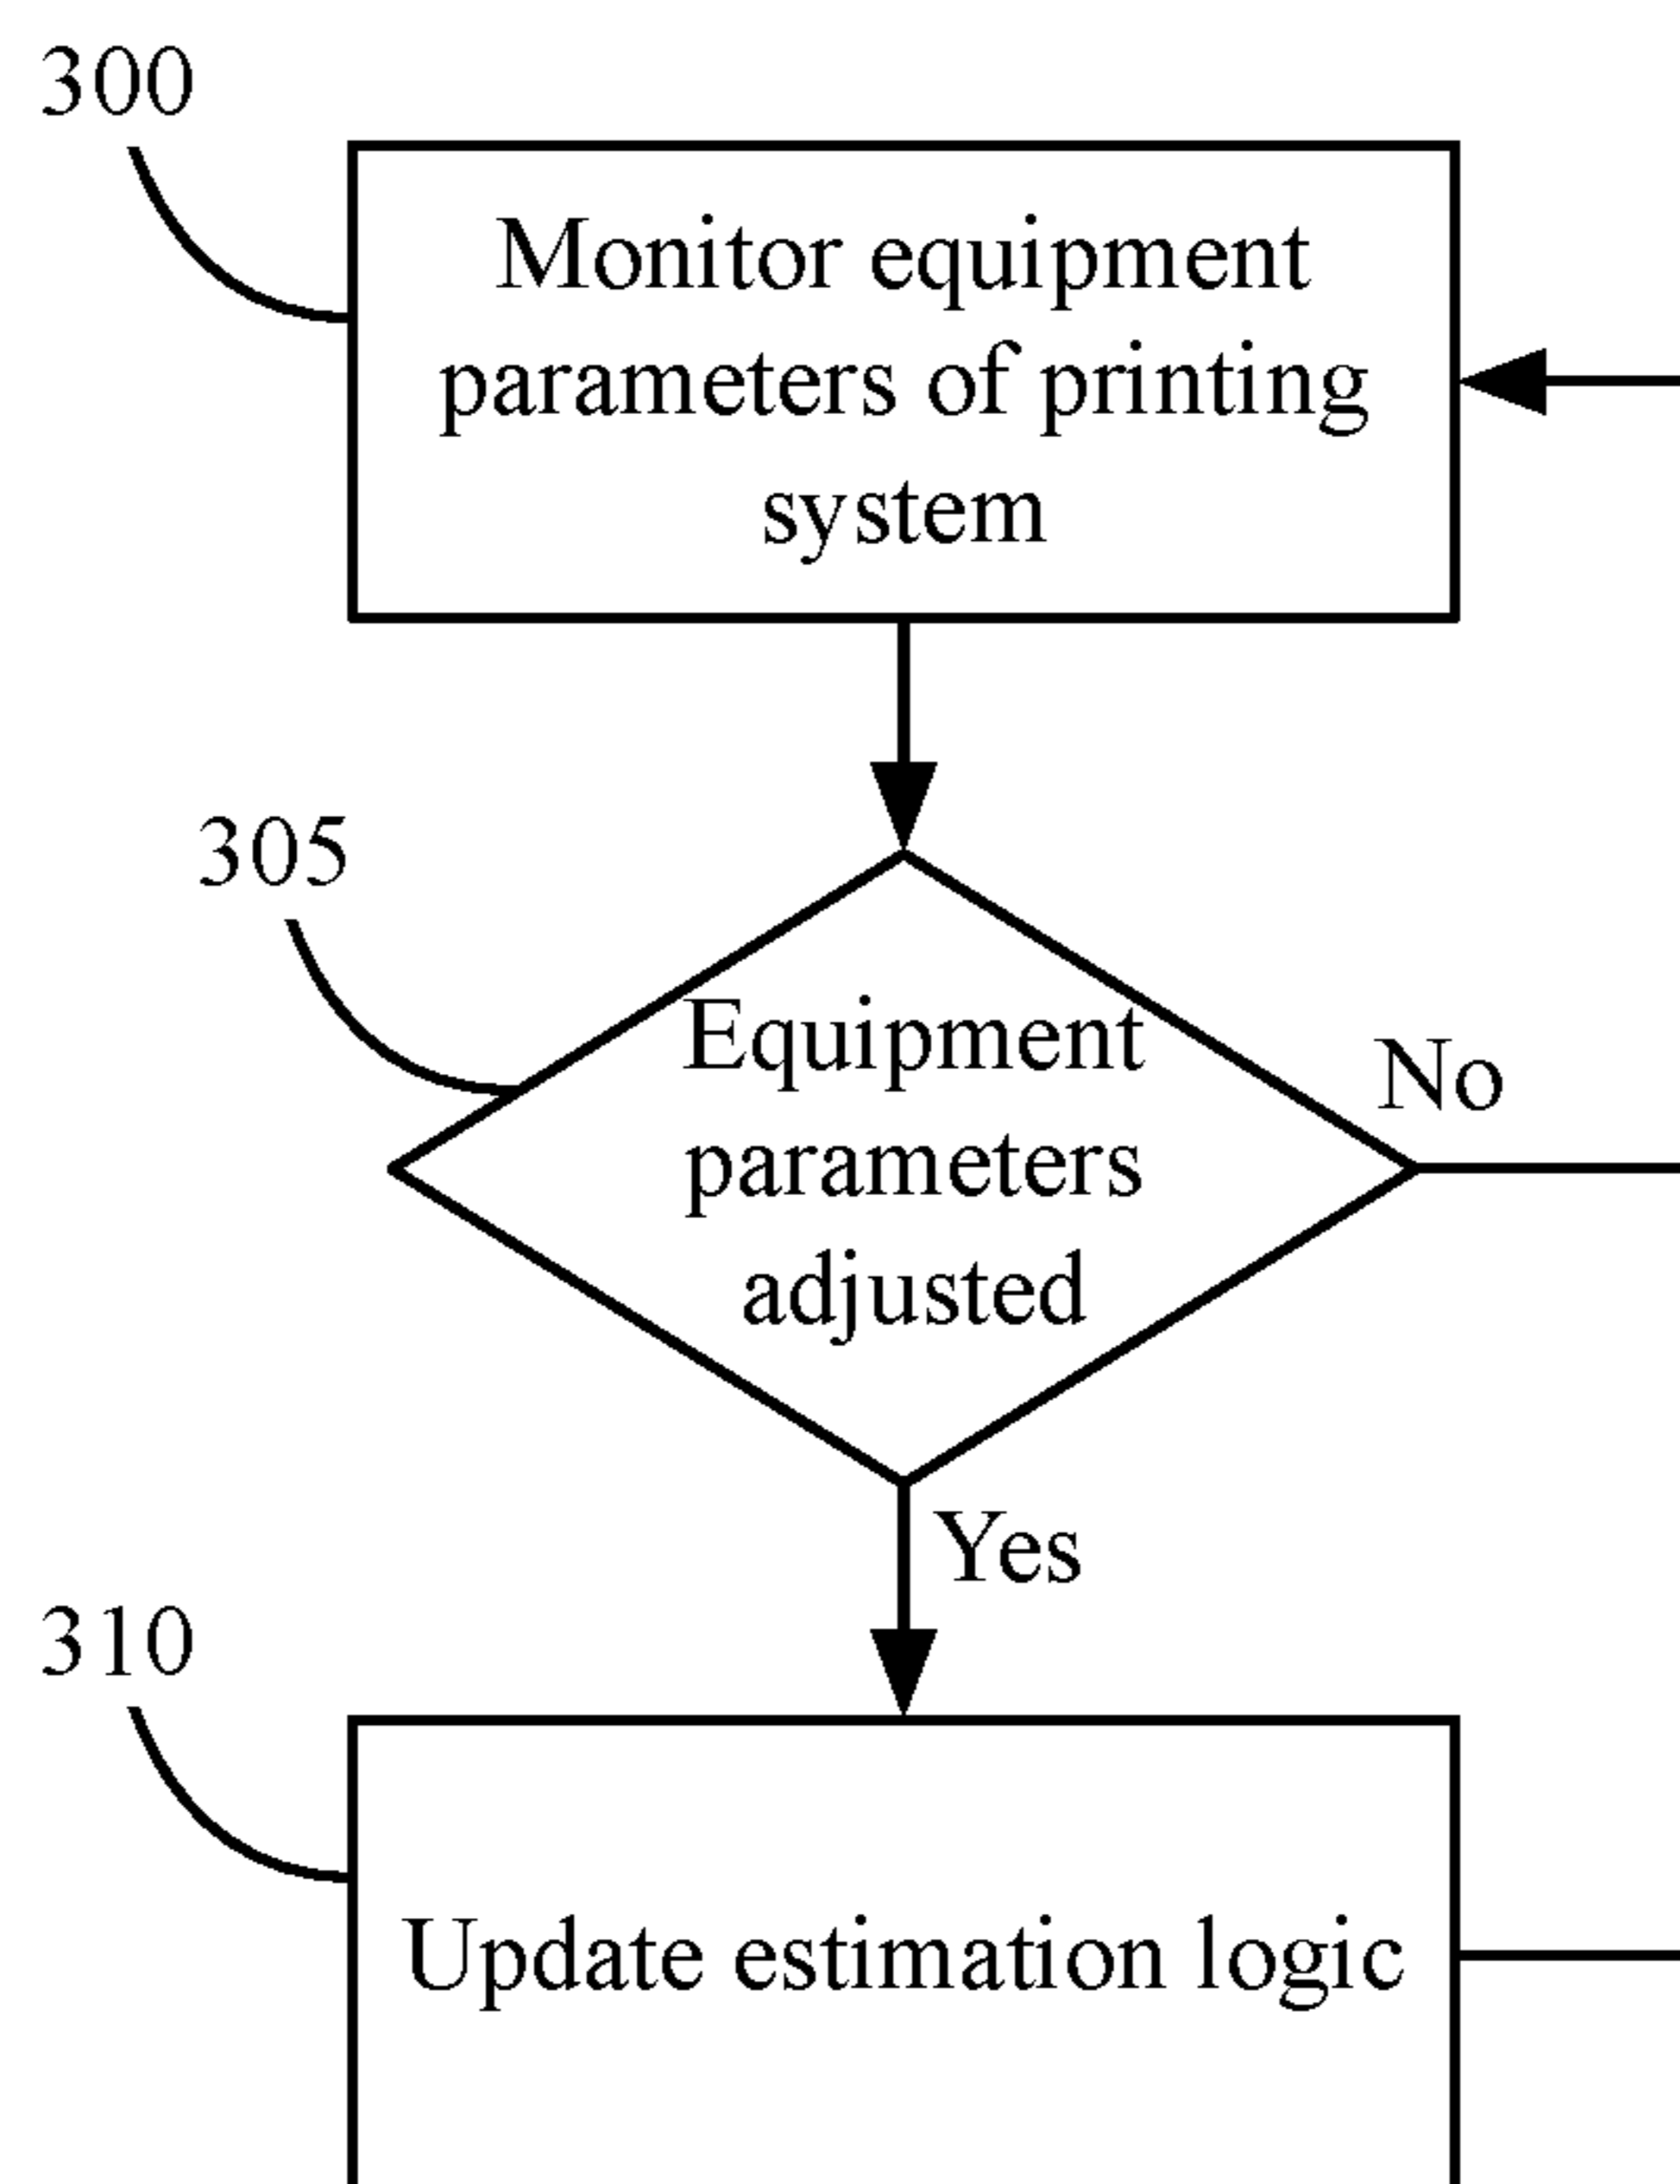 300
Monitor equipment
parameters of printing
system
305
Equipment
parameters
adjusted
No
Yes
310
Update estimation logic